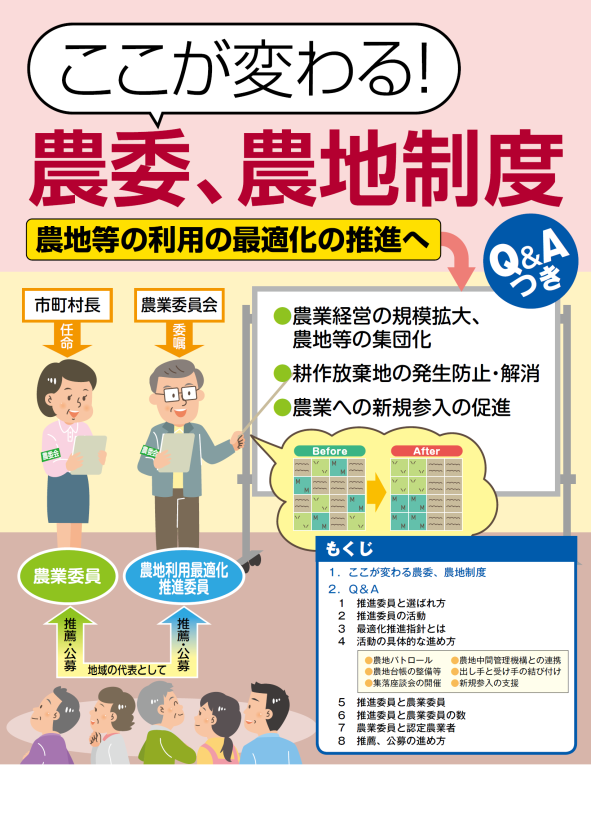 ここが変わる!
農委、農地制度
農地等の利用の最適化の推進へ
Q&A
つき
市町村長
農業委員会
任命
委嘱
●農業経営の規模拡大、
農地等の集団化
●耕作放棄地の発生防止・解消
●農業への新規参入の促進
農委会
農委会
Before
After
農業委員
農地利用最適化
推進委員
推薦・公募
推薦・公募
地域の代表として
もくじ
1．ここが変わる農委、農地制度
2．Q&A
1 推進委員と選ばれ方
2 推進委員の活動
3 最適化推進指針とは
4 活動の具体的な進め方
●農地パトロール ●農地中間管理機構との連携
●農地台帳の整備等 ●出し手と受け手の結び付け
●集落座談会の開催 ●新規参入の支援
5 推進委員と農業委員
6 推進委員と農業委員の数
7 農業委員と認定農業者
8 推薦、公募の進め方